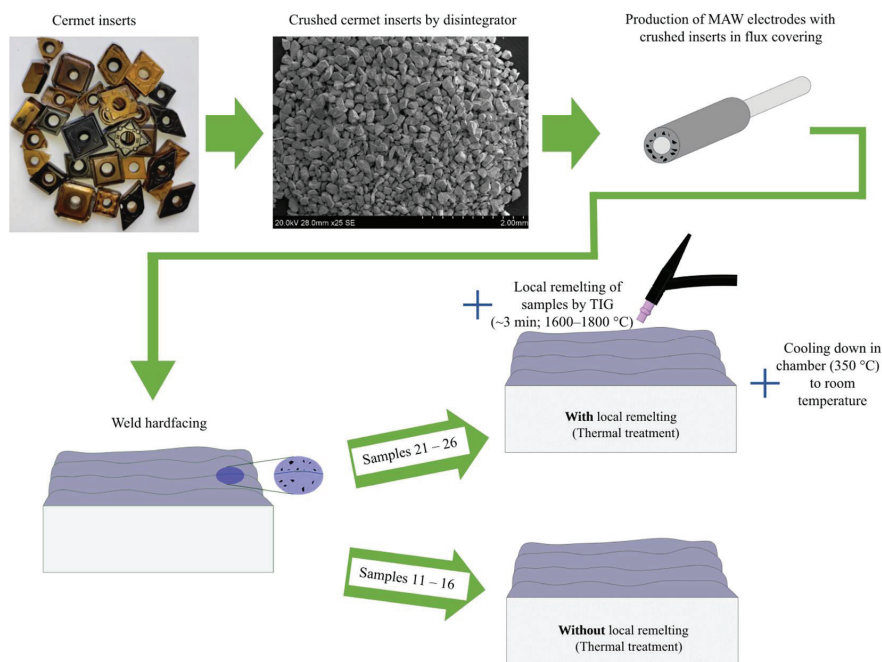 Cermet inserts
Crushed cermet inserts by disintegrator
Production of MAW electrodes with
crushed inserts in flux covering
20.0kV 28.0mm x25 SE
2.00mm
Local remelting of
samples by TIG
(~3 min; 1600–1800 °C)
Cooling down in
chamber (350 °C)
to room
temperature
With local remelting
(Thermal treatment)
Weld hardfacing
Samples 21 – 26
Samples 11 – 16
Without local remelting
(Thermal treatment)